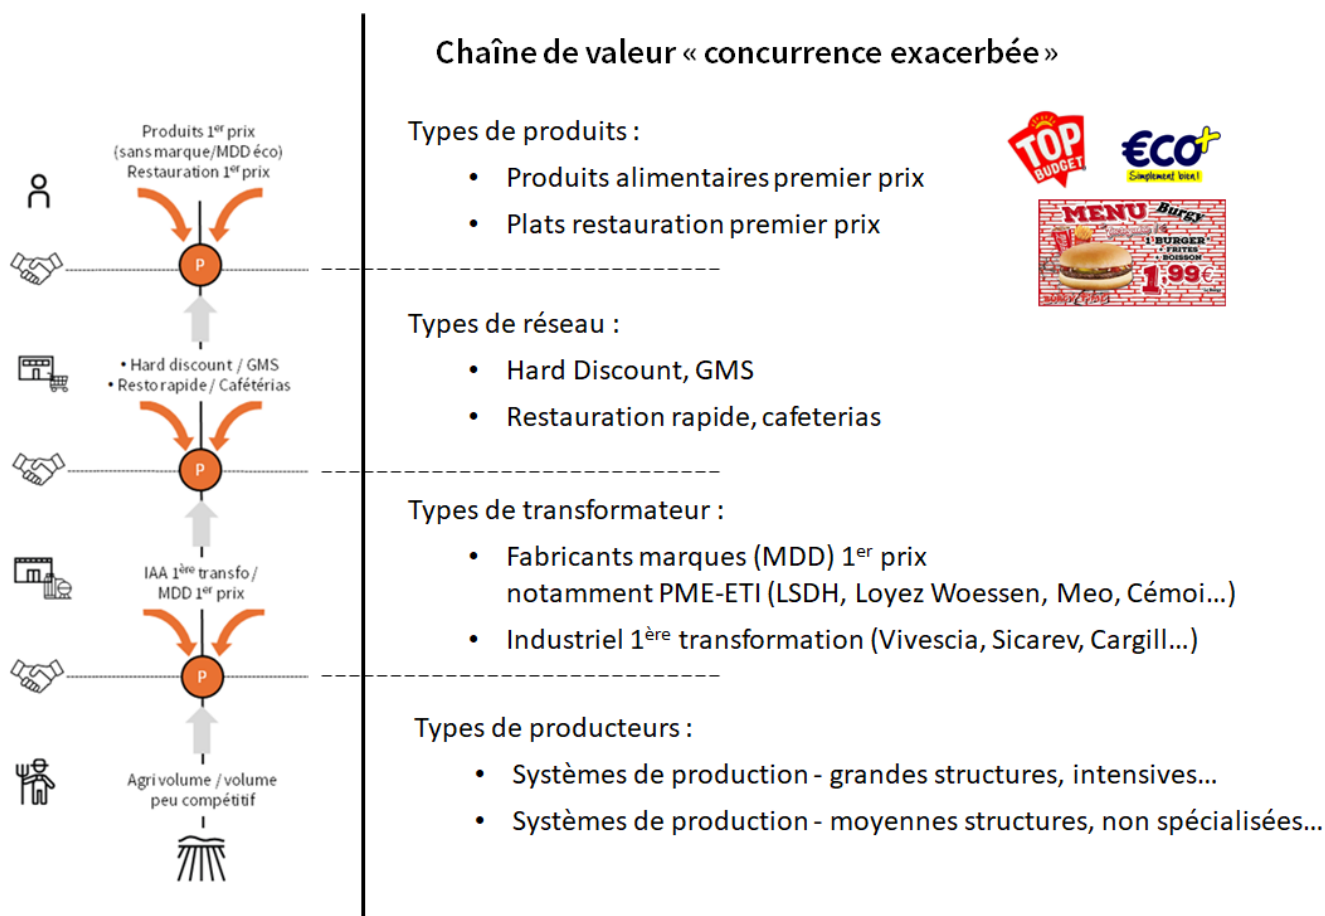 Chaîne de valeur « concurrence exacerbée »
Produits 1er prix
(sans marque/MDD éco)
Restauration 1er prix
P
• Hard discount / GMS
• Resto rapide / Cafétérias
P
IAA 1ère transfo /
MDD 1er prix
P
Agri volume / volume
peu compétitif
Types de produits :
• Produits alimentaires premier prix
• Plats restauration premier prix
TOP
BUDGET
€co+
Simplement bien !
MENU Burgy
1 BURGER
+ FRITES
+ BOISSON
1,99€
Types de réseau :
• Hard Discount, GMS
• Restauration rapide, cafeterias
Types de transformateur :
• Fabricants marques (MDD) 1er prix
notamment PME-ETI (LSDH, Loyez Woessen, Meo, Cémoi…)
• Industriel 1ère transformation (Vivescia, Sicarev, Cargill…)
Types de producteurs :
• Systèmes de production - grandes structures, intensives…
• Systèmes de production - moyennes structures, non spécialisées…